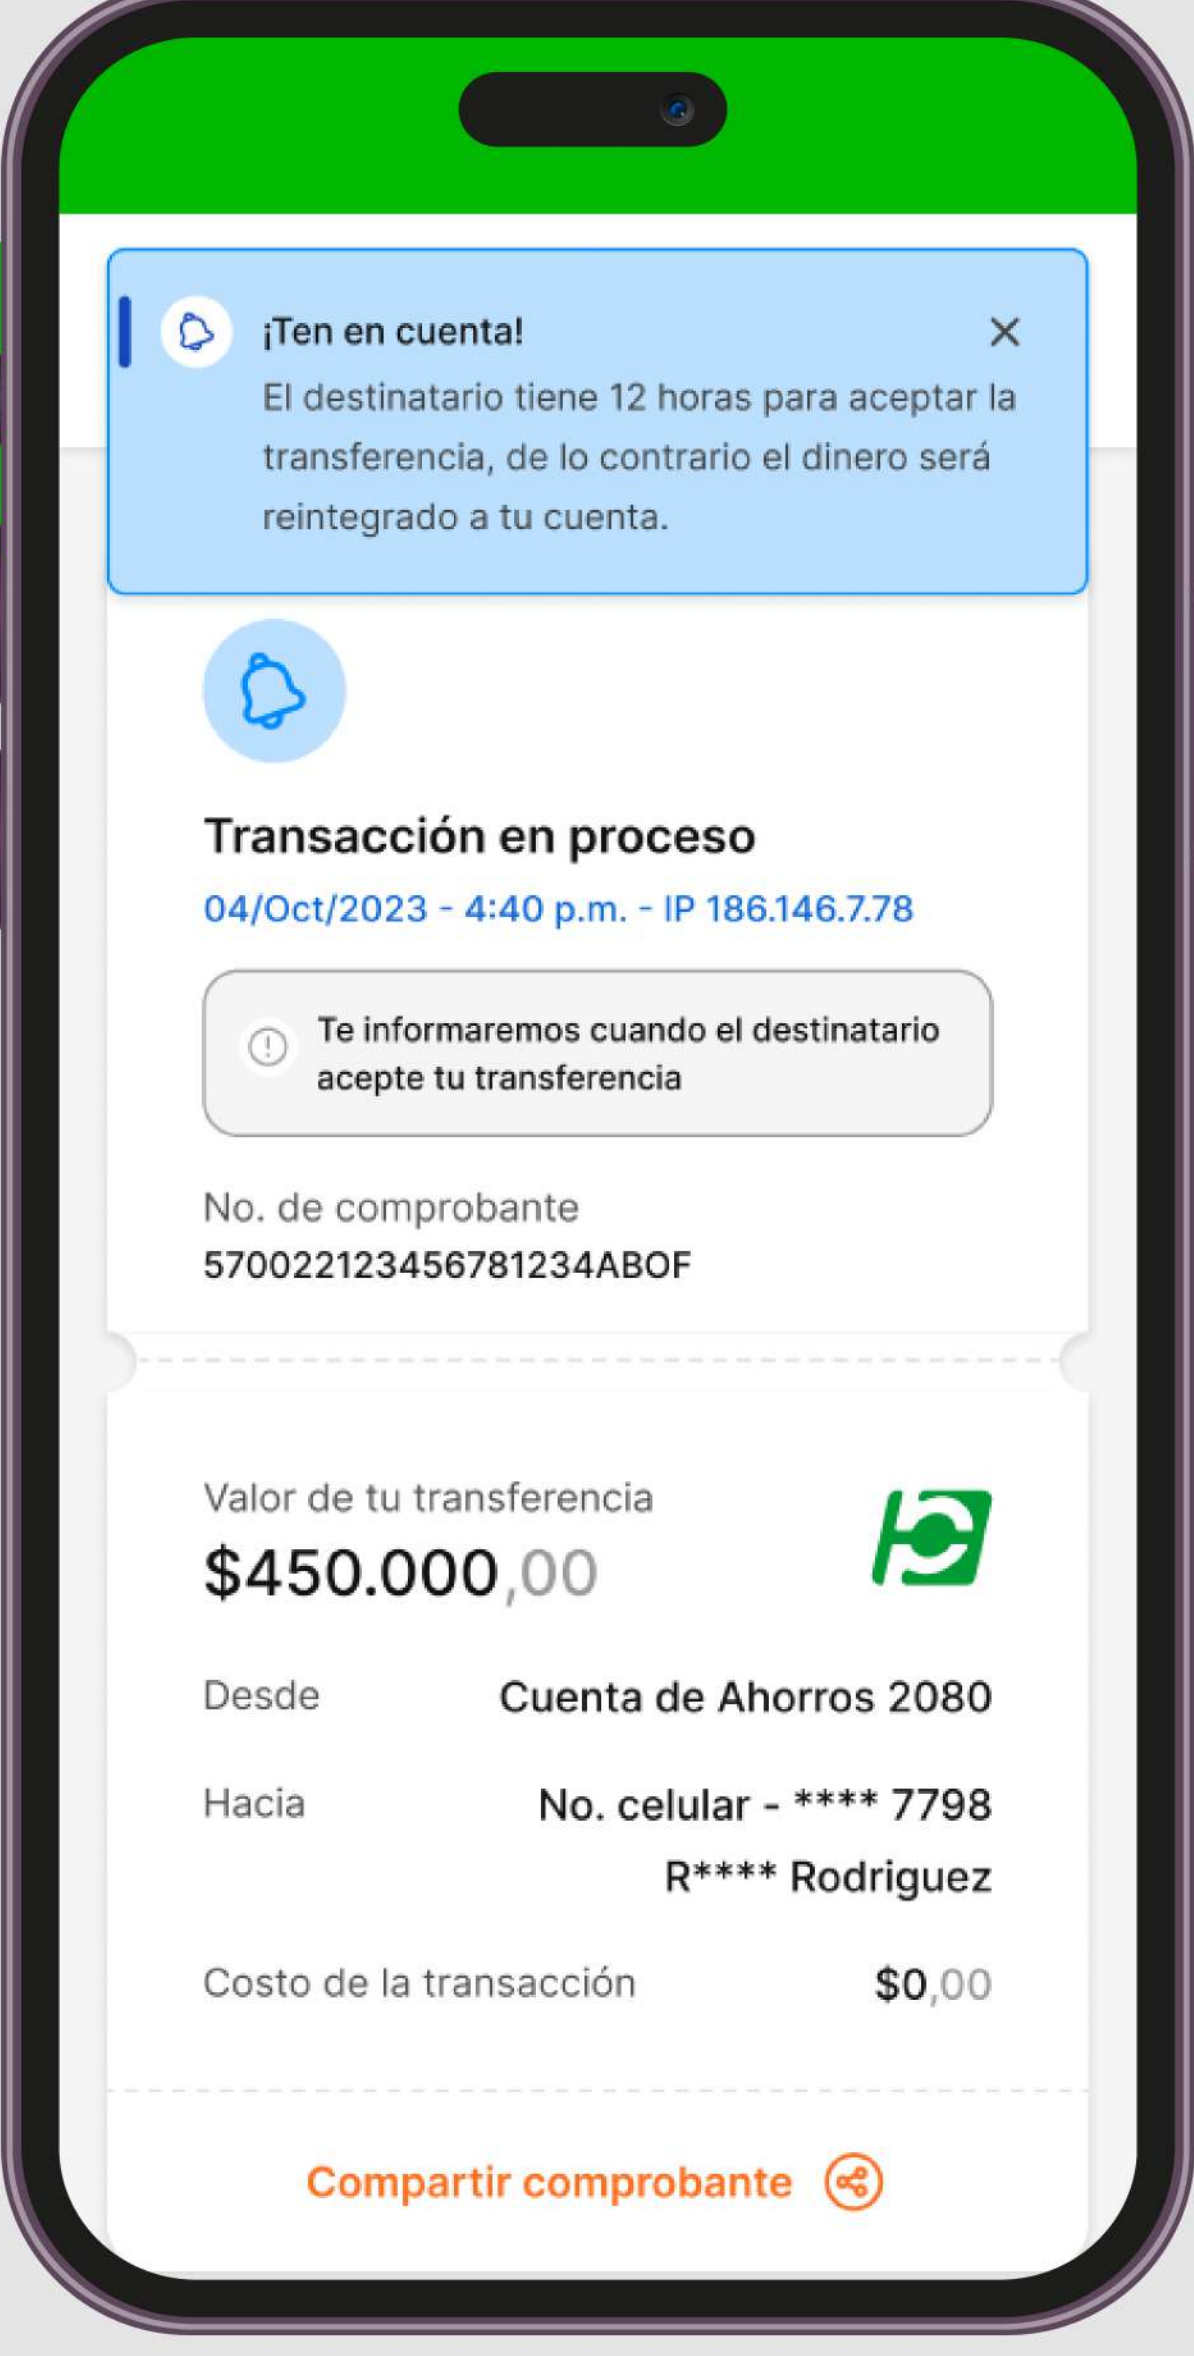 ¡Ten en cuenta!
El destinatario tiene 12 horas para aceptar la
transferencia, de lo contrario el dinero será
reintegrado a tu cuenta.
Transacción en proceso
04/Oct/2023 - 4:40 p.m. - IP 186.146.7.78
Te informaremos cuando el destinatario
acepte tu transferencia
No. de comprobante
570022123456781234ABOF
Valor de tu transferencia
$450.000,00
Desde Cuenta de Ahorros 2080
Hacia No. celular - **** 7798
R**** Rodriguez
Costo de la transacción $0,00
Compartir comprobante